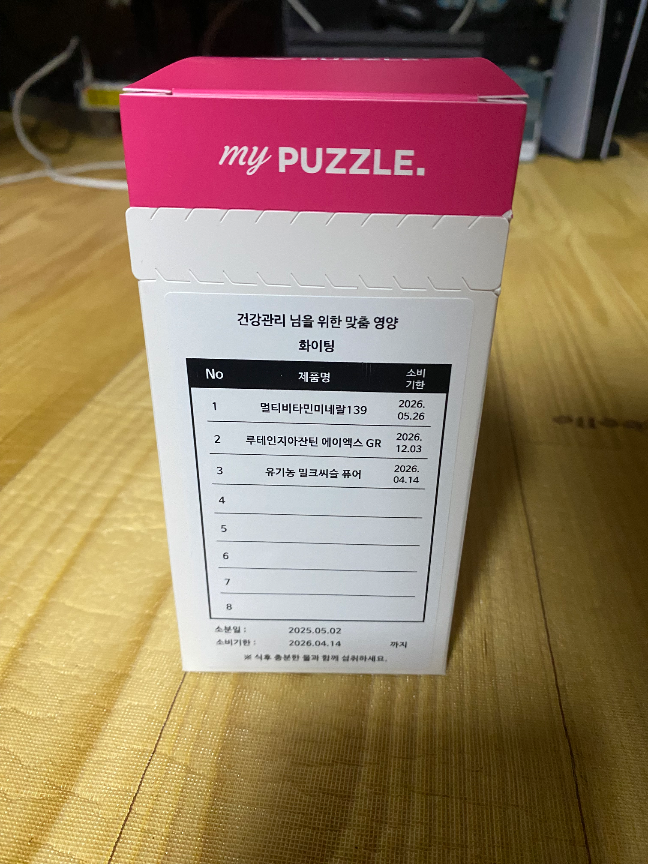 my PUZZLE.
건강관리 님을 위한 맞춤 영양
화이팅
No 제품명 소비 기한
1 멀티비타민미네랄139 2026. 05.26
2 루테인지아잔틴 에이엑스 GR 2026. 12.03
3 유기농 밀크씨슬 퓨어 2026. 04.14
4
5
6
7
8
소분일 : 2025.05.02
소비기한 : 2026.04.14 까지
※ 식후 충분한 물과 함께 섭취하세요.